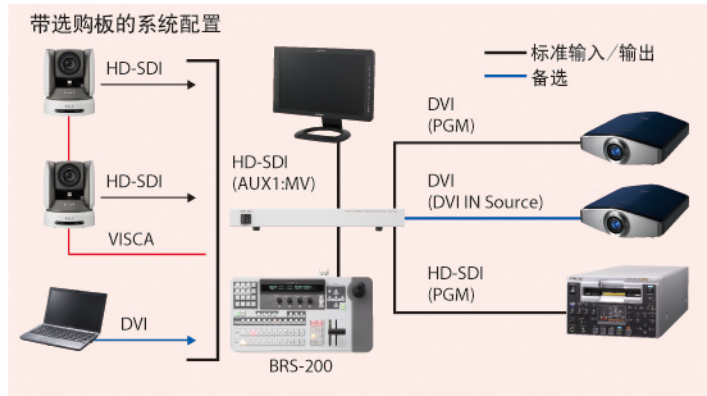 带选购板的系统配置
HD-SDI
HD-SDI
VISCA
DVI
HD-SDI
(AUX1:MV)
BRS-200
标准输入/输出
备选
DVI
(PGM)
DVI
(DVI IN Source)
HD-SDI
(PGM)